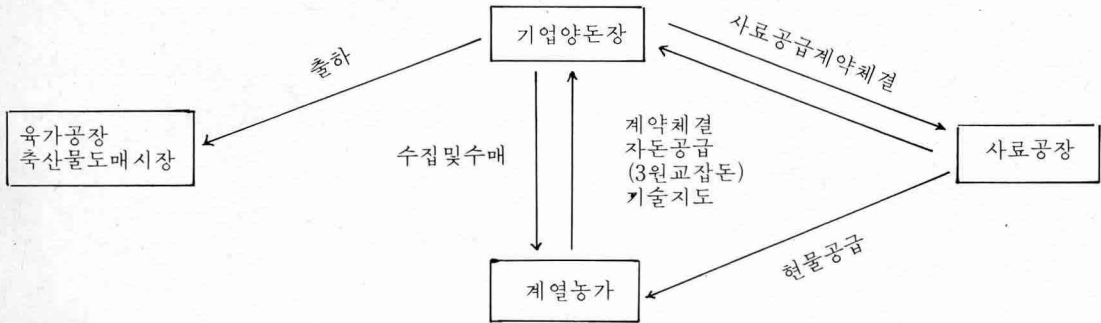 기업양돈장
출하
사료공급계약체결
육가공장
축산물도매시장
수집및수매
계약체결
자돈공급
(3원교잡돈)
기술지도
사료공장
현물공급
계열농가